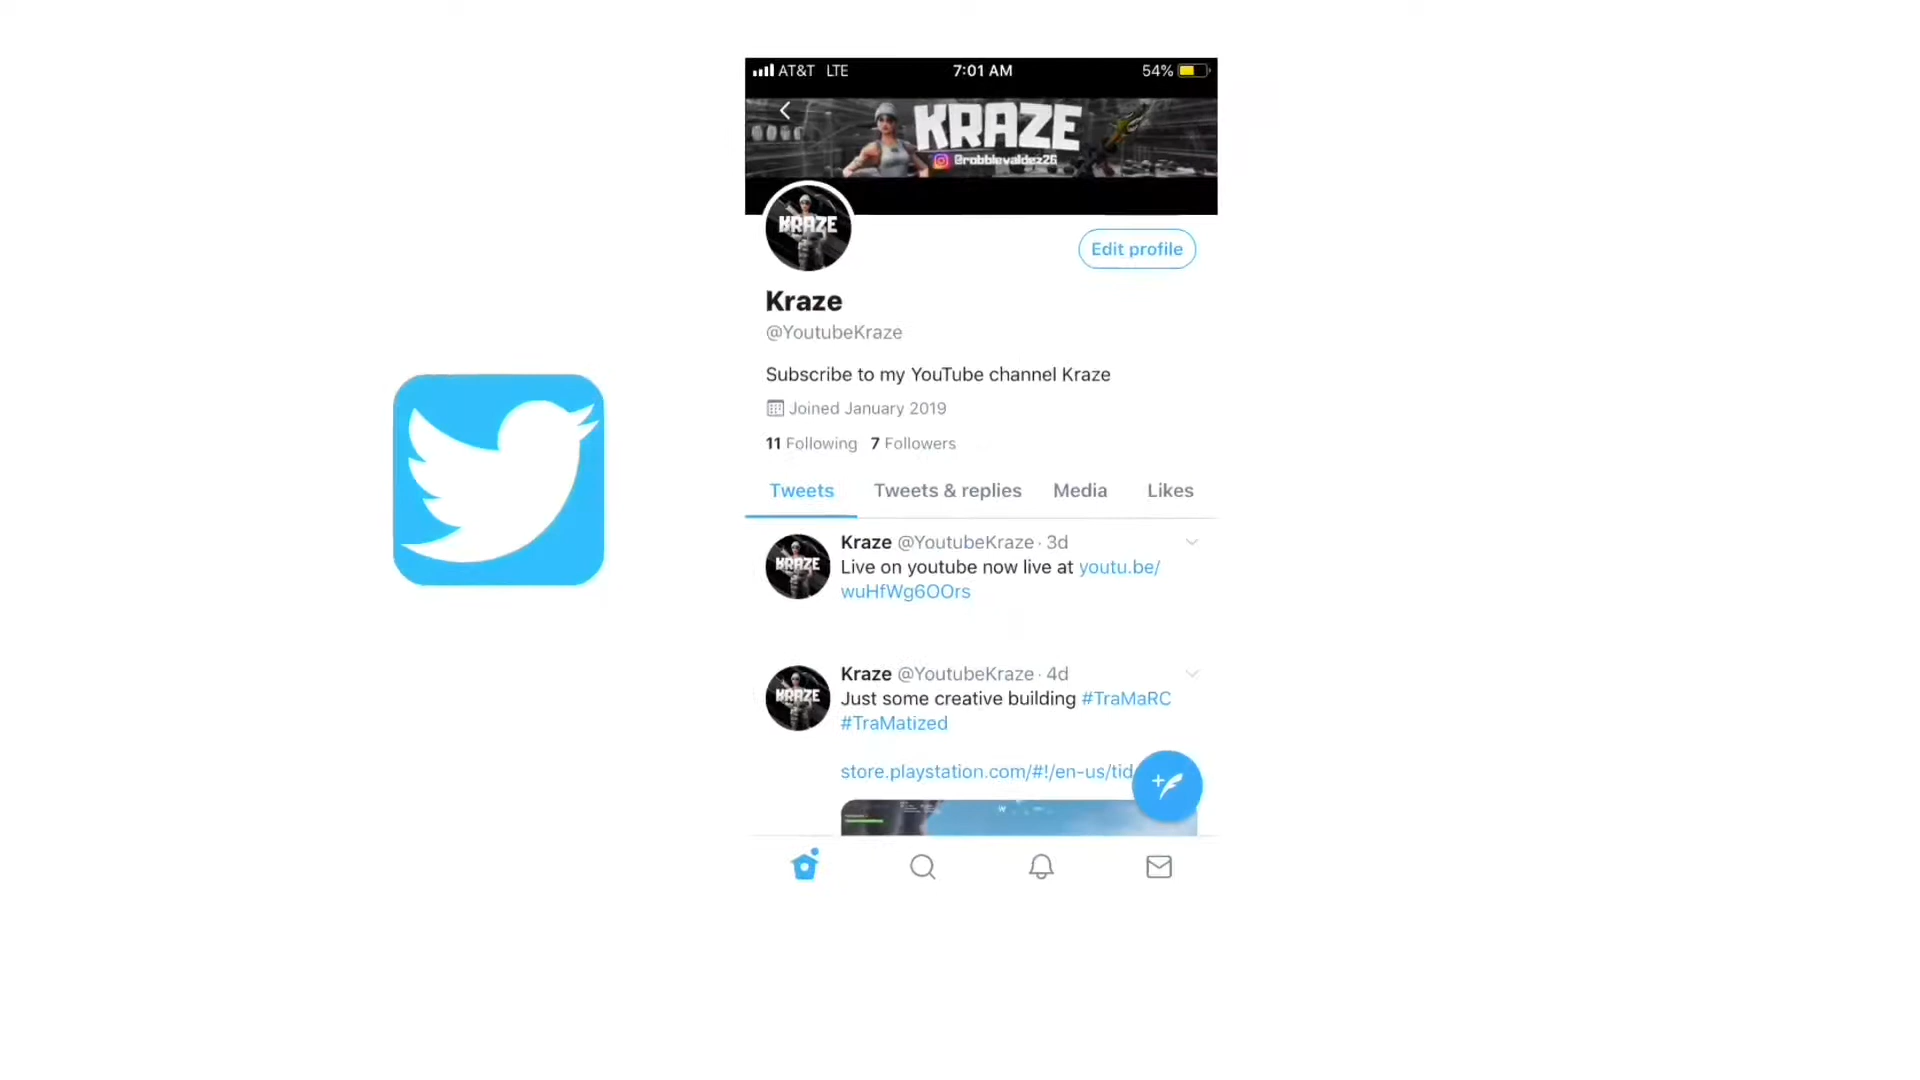 AT&T LTE 7:01 AM 54%
KRAZE
@robbievaldez26
KRAZE
Edit profile
Kraze
@YoutubeKraze
Subscribe to my YouTube channel Kraze
Joined January 2019
11 Following 7 Followers
Tweets Tweets & replies Media Likes
Kraze @YoutubeKraze · 3d
KRAZE
Live on youtube now live at youtu.be/
wuHfWg6OOrs
Kraze @YoutubeKraze · 4d
KRAZE
Just some creative building #TraMaRC
#TraMatized
store.playstation.com/#!/en-us/tid